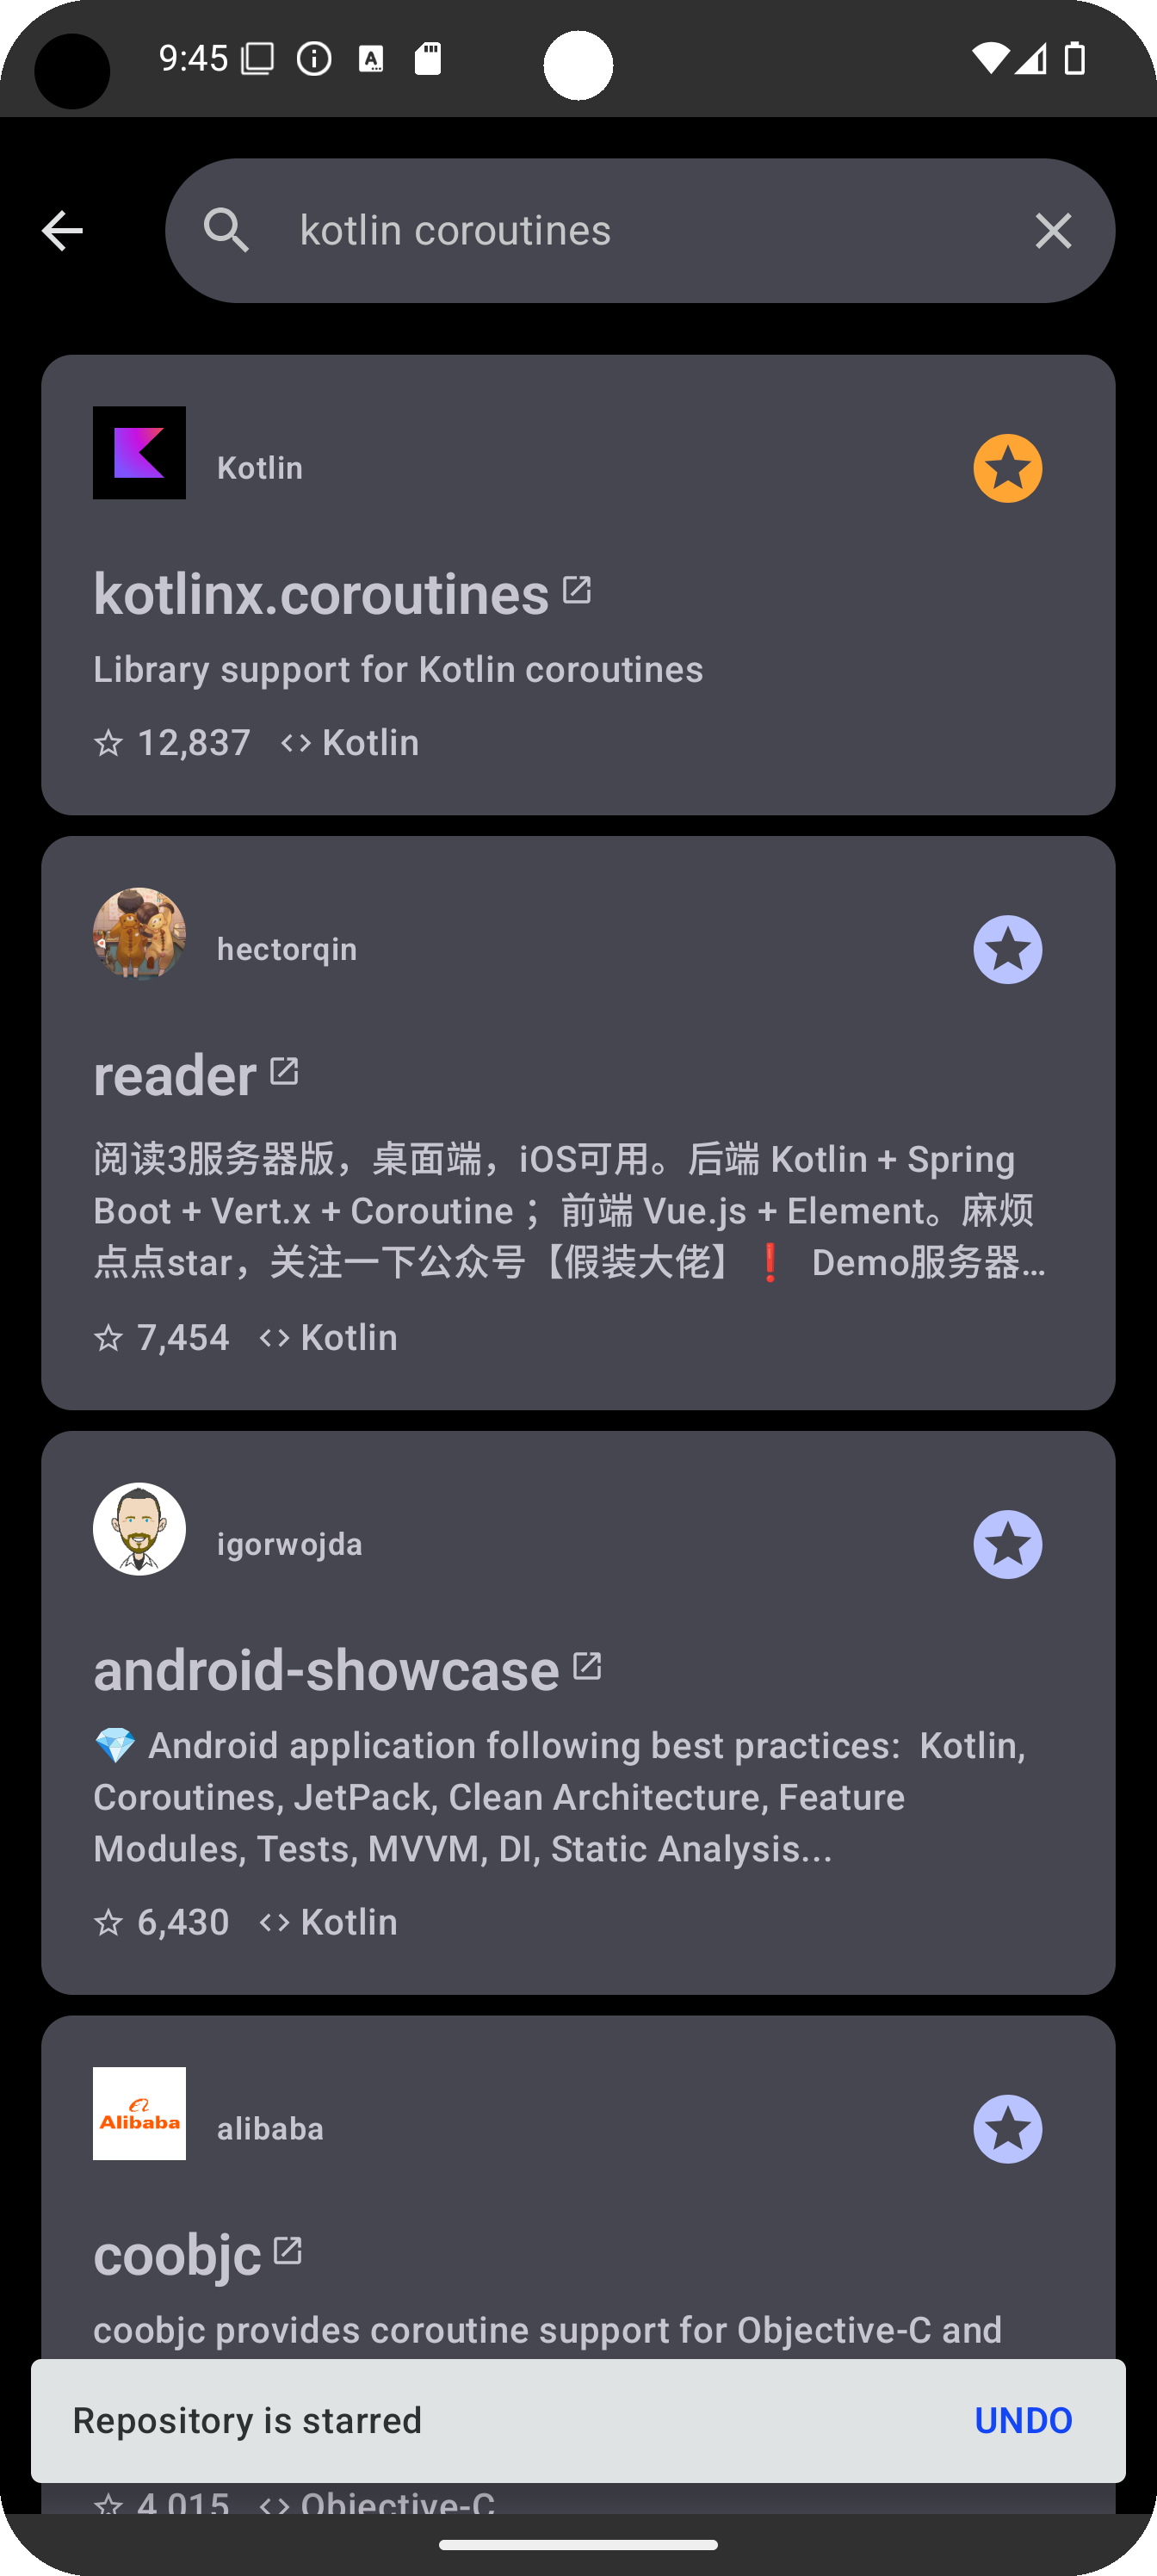 9:45
kotlin coroutines
Kotlin
kotlinx.coroutines
Library support for Kotlin coroutines
12,837 Kotlin
hectorqin
reader
阅读3服务器版，桌面端，iOS可用。后端 Kotlin + Spring
Boot + Vert.x + Coroutine ；前端 Vue.js + Element。麻烦
点点star，关注一下公众号【假装大佬】❗ Demo服务器…
7,454 Kotlin
igorwojda
android-showcase
💎 Android application following best practices: Kotlin,
Coroutines, JetPack, Clean Architecture, Feature
Modules, Tests, MVVM, DI, Static Analysis...
6,430 Kotlin
Alibaba
alibaba
coobjc
coobjc provides coroutine support for Objective-C and
Repository is starred UNDO
4,015 Objective-C